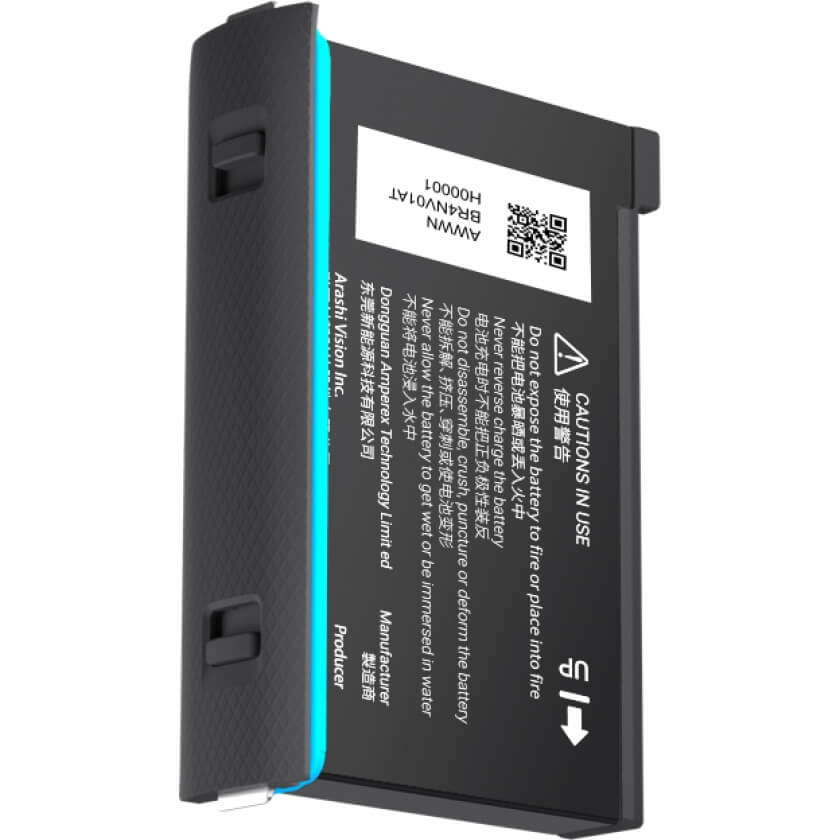 AWWN
BR4NV01AT
H00001
CAUTIONS IN USE
使用警告
Do not expose the battery to fire or place into fire
不能把电池暴晒或丢入火中
Never reverse charge the battery
电池充电时不能把正负极性装反
Do not disassemble, crush, puncture or deform the battery
不能拆解、挤压、穿刺或使电池变形
Never allow the battery to get wet or be immersed in water
不能将电池浸入水中
Dongguan Amperex Technology Limit ed Manufacturer
东莞新能源科技有限公司 製造商
Arashi Vision Inc. Producer